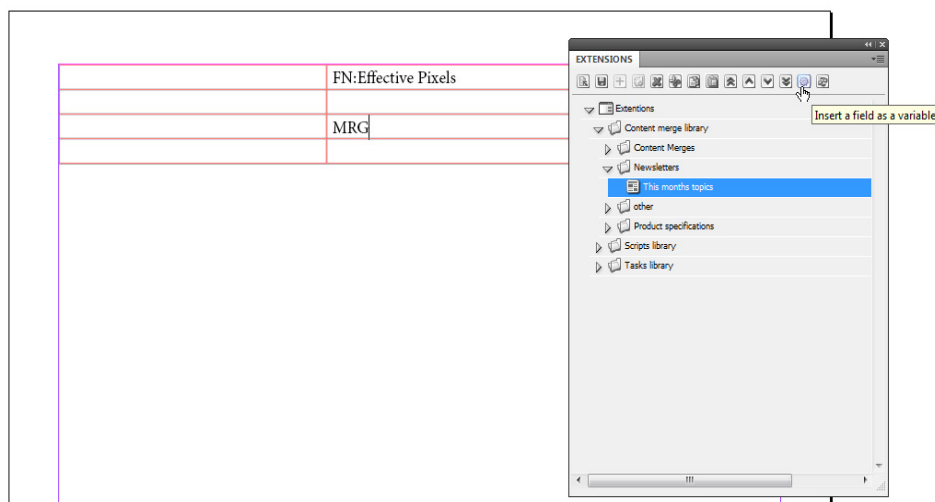 EXTENSIONS
FN:Effective Pixels
MRG
Insert a field as a variable
Extentions
Content merge library
Content Merges
Newsletters
This months topics
other
Product specifications
Scripts library
Tasks library